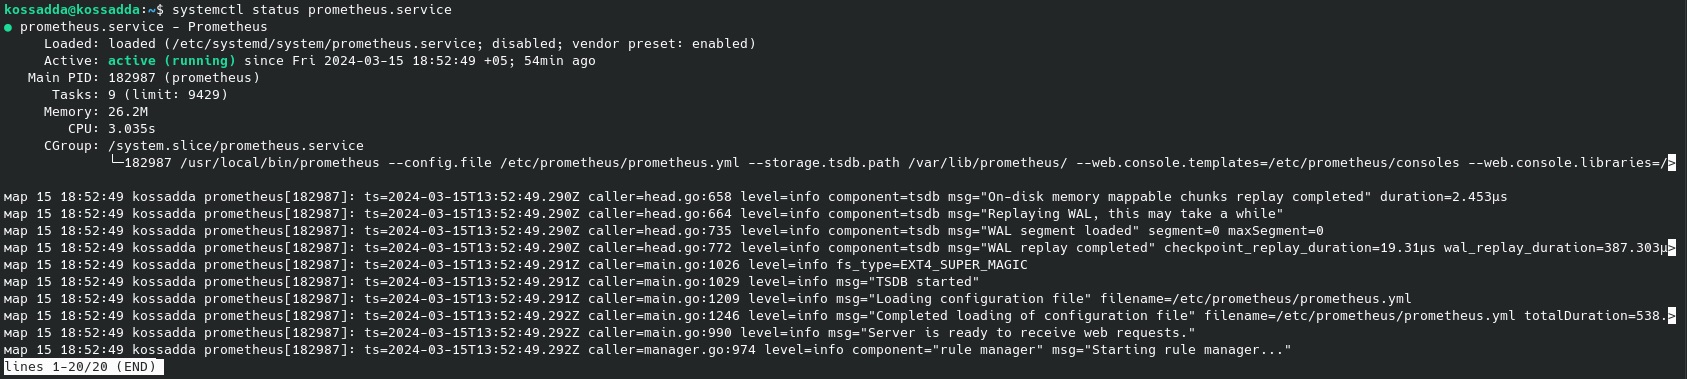 kossadda@kossadda:~$ systemctl status prometheus.service
● prometheus.service - Prometheus
     Loaded: loaded (/etc/systemd/system/prometheus.service; disabled; vendor preset: enabled)
     Active: active (running) since Fri 2024-03-15 18:52:49 +05; 54min ago
   Main PID: 182987 (prometheus)
      Tasks: 9 (limit: 9429)
     Memory: 26.2M
        CPU: 3.035s
     CGroup: /system.slice/prometheus.service
             └─182987 /usr/local/bin/prometheus --config.file /etc/prometheus/prometheus.yml --storage.tsdb.path /var/lib/prometheus/ --web.console.templates=/etc/prometheus/consoles --web.console.libraries=/>
мар 15 18:52:49 kossadda prometheus[182987]: ts=2024-03-15T13:52:49.290Z caller=head.go:658 level=info component=tsdb msg="On-disk memory mappable chunks replay completed" duration=2.453µs
мар 15 18:52:49 kossadda prometheus[182987]: ts=2024-03-15T13:52:49.290Z caller=head.go:664 level=info component=tsdb msg="Replaying WAL, this may take a while"
мар 15 18:52:49 kossadda prometheus[182987]: ts=2024-03-15T13:52:49.290Z caller=head.go:735 level=info component=tsdb msg="WAL segment loaded" segment=0 maxSegment=0
мар 15 18:52:49 kossadda prometheus[182987]: ts=2024-03-15T13:52:49.290Z caller=head.go:772 level=info component=tsdb msg="WAL replay completed" checkpoint_replay_duration=19.31µs wal_replay_duration=387.303µ>
мар 15 18:52:49 kossadda prometheus[182987]: ts=2024-03-15T13:52:49.291Z caller=main.go:1026 level=info fs_type=EXT4_SUPER_MAGIC
мар 15 18:52:49 kossadda prometheus[182987]: ts=2024-03-15T13:52:49.291Z caller=main.go:1029 level=info msg="TSDB started"
мар 15 18:52:49 kossadda prometheus[182987]: ts=2024-03-15T13:52:49.291Z caller=main.go:1209 level=info msg="Loading configuration file" filename=/etc/prometheus/prometheus.yml
мар 15 18:52:49 kossadda prometheus[182987]: ts=2024-03-15T13:52:49.292Z caller=main.go:1246 level=info msg="Completed loading of configuration file" filename=/etc/prometheus/prometheus.yml totalDuration=538.>
мар 15 18:52:49 kossadda prometheus[182987]: ts=2024-03-15T13:52:49.292Z caller=main.go:990 level=info msg="Server is ready to receive web requests."
мар 15 18:52:49 kossadda prometheus[182987]: ts=2024-03-15T13:52:49.292Z caller=manager.go:974 level=info component="rule manager" msg="Starting rule manager..."
lines 1-20/20 (END)